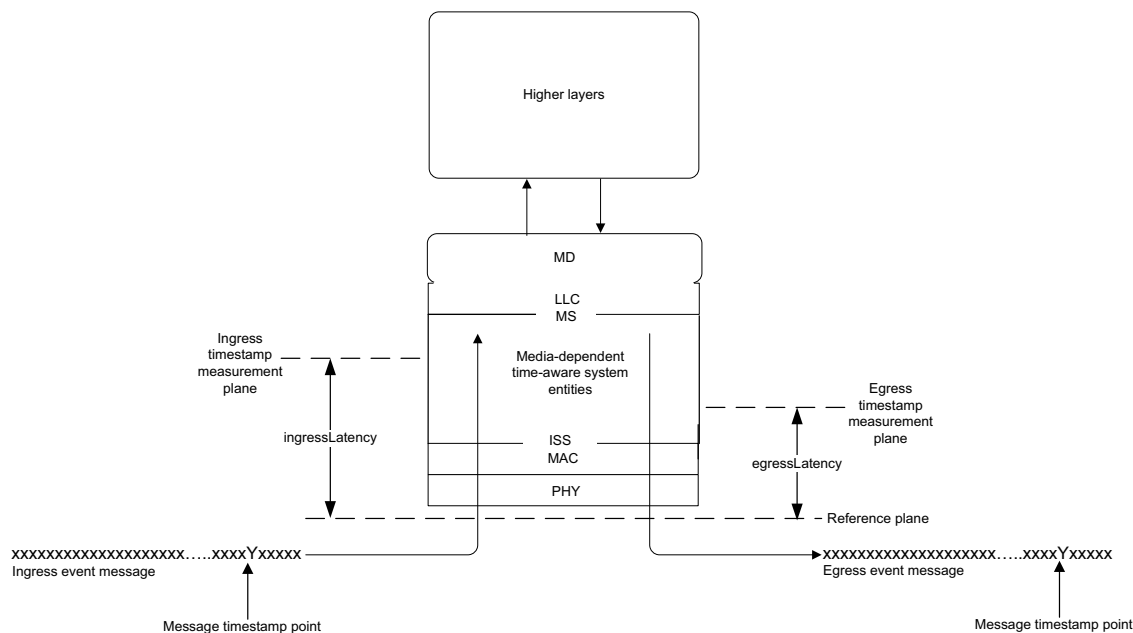 Higher layers
MD
LLC
MS
Ingress
timestamp
measurement
plane
Media-dependent
time-aware system
entities
Egress
timestamp
measurement
plane
ingressLatency
ISS
MAC
egressLatency
PHY
Reference plane
xxxxxxxxxxxxxxxxxxxx…..xxxxYxxxxx
Ingress event message
xxxxxxxxxxxxxxxxxxxx…..xxxxYxxxxx
Egress event message
Message timestamp point
Message timestamp point